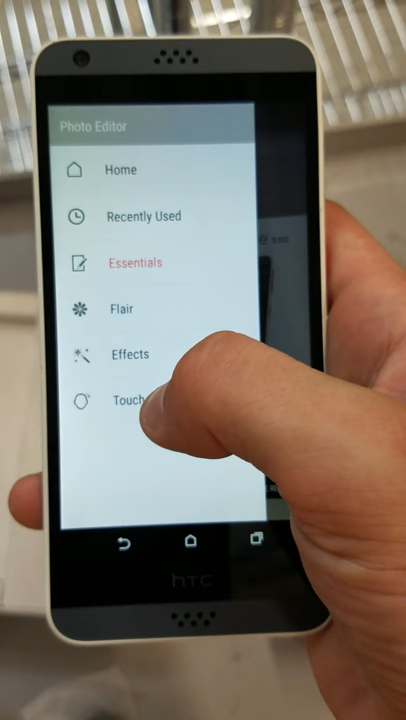 Photo Editor
Home
Recently Used
Essentials
Flair
Effects
Touch
hTC